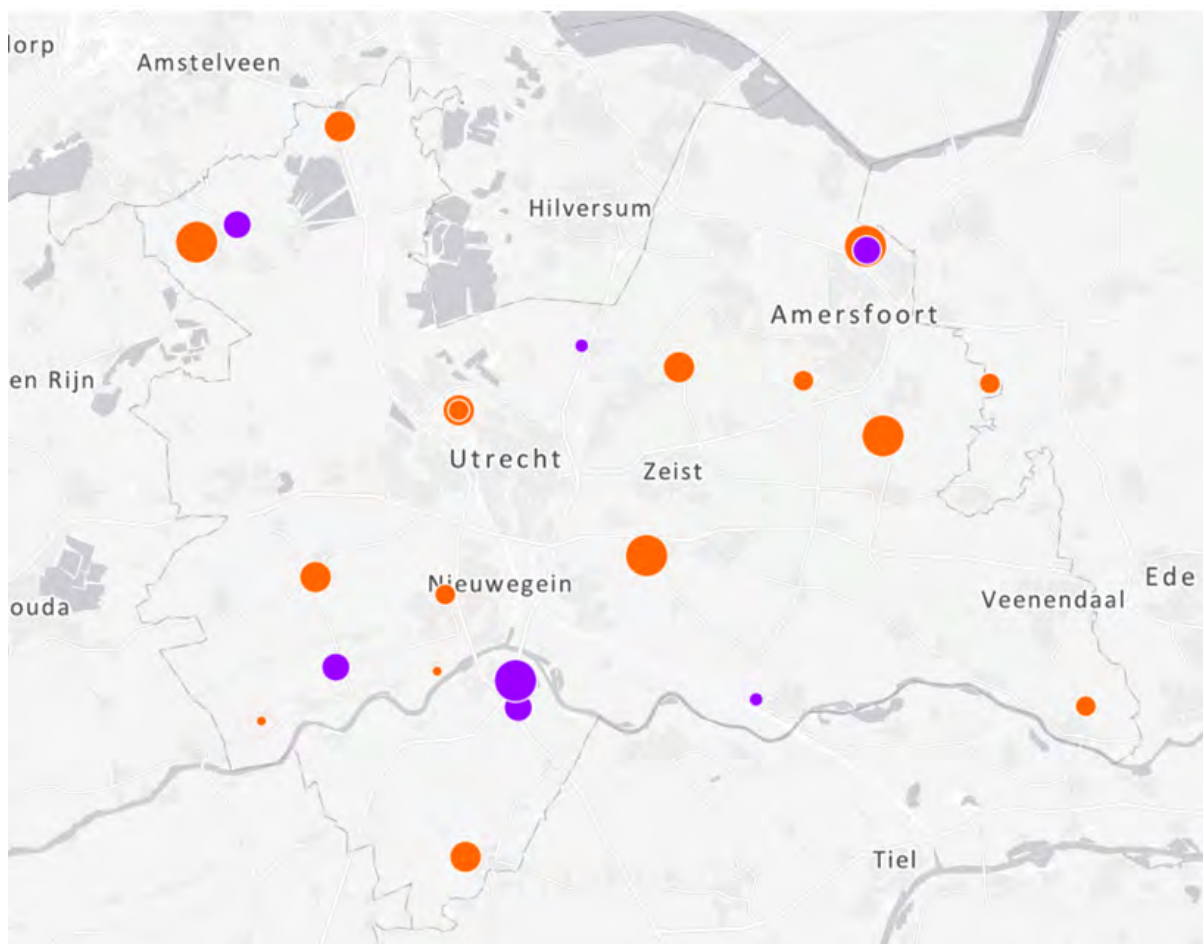 lorp
Amstelveen
Hilversum
Amersfoort
en Rijn
Utrecht
Zeist
Nieuwegein
Ede
Veenendaal
ouda
Tiel